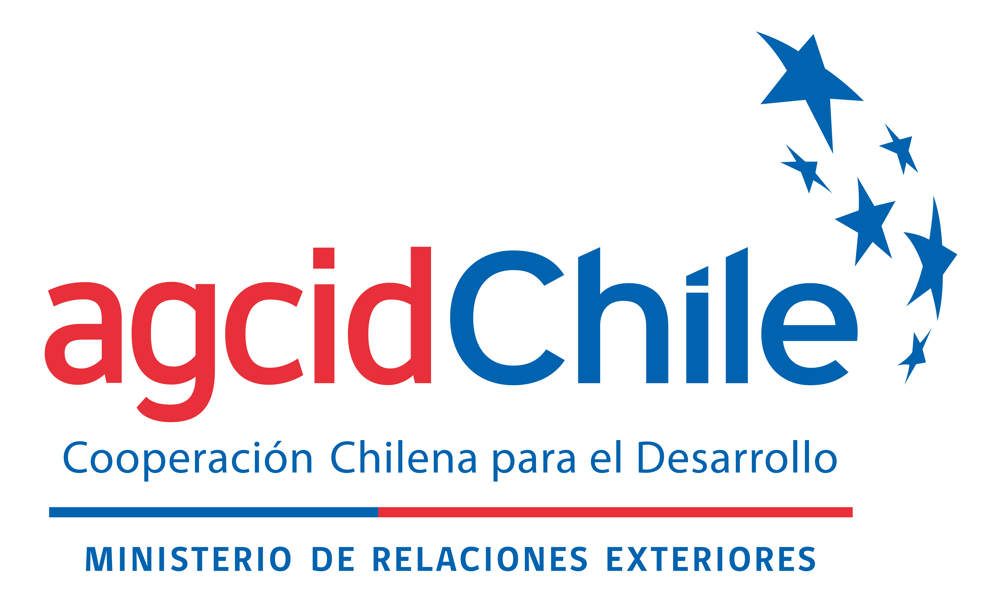 agcidChile
Cooperación Chilena para el Desarrollo
MINISTERIO DE RELACIONES EXTERIORES